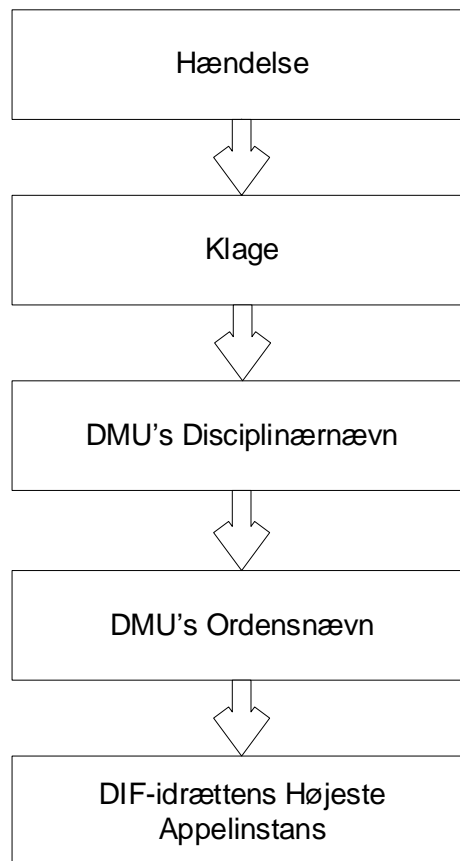 Hændelse
Klage
DMU's Disciplinærnævn
DMU's Ordensnævn
DIF-idrættens Højeste
Appelinstans